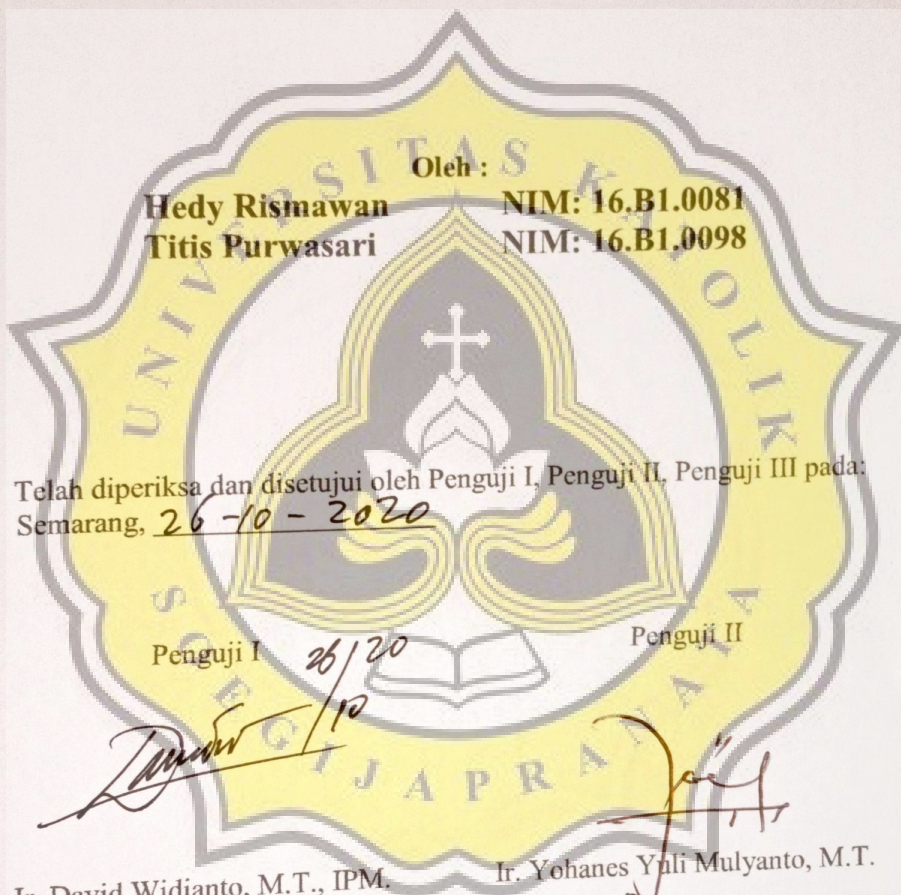 UNIVERSITAS KATOLIK
SOEGIJAPRANATA
Oleh :
Hedy Rismawan NIM: 16.B1.0081
Titis Purwasari NIM: 16.B1.0098
Telah diperiksa dan disetujui oleh Penguji I, Penguji II, Penguji III pada:
Semarang, 26-10-2020
Penguji I 26/20 Penguji II
/10
Ir. David Widianto, M.T., IPM. Ir. Yohanes Yuli Mulyanto, M.T.